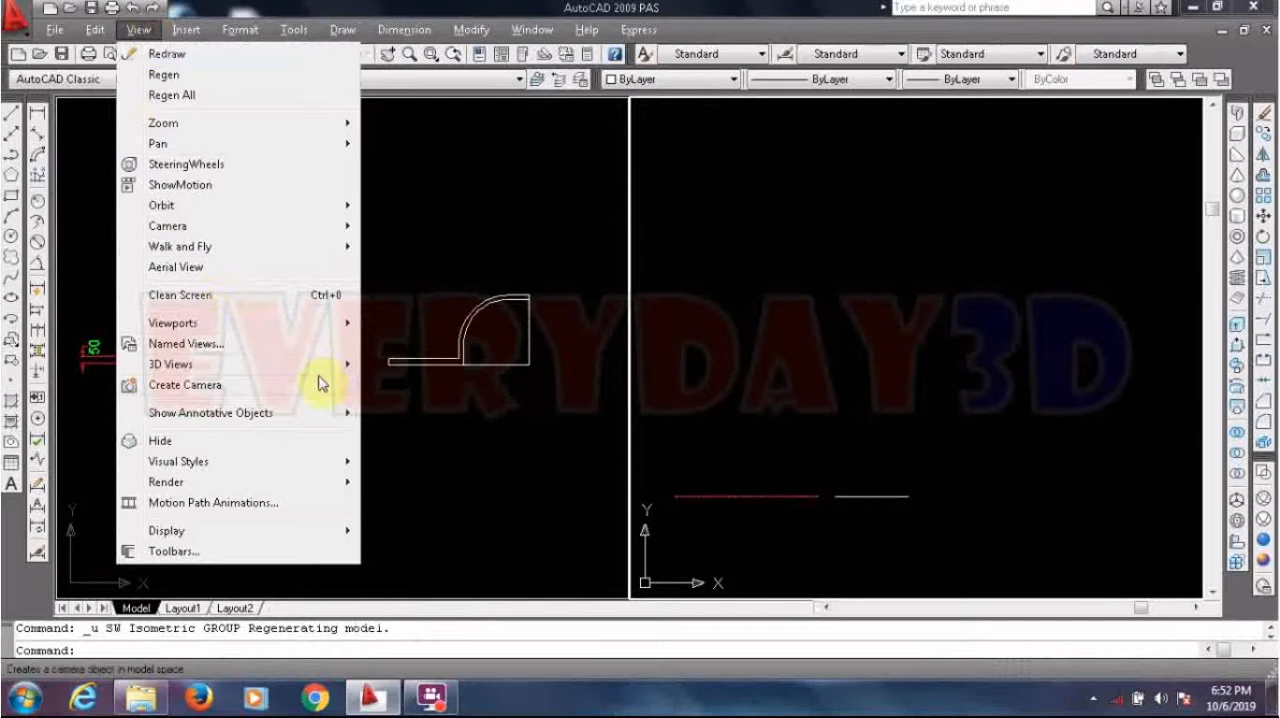 AutoCAD 2009 PAS
Type a keyword or phrase
File Edit View Insert Format Tools Draw Dimension Modify Window Help Express
Standard Standard Standard Standard
AutoCAD Classic ByLayer ByLayer ByLayer ByColor
Redraw
Regen
Regen All
Zoom
Pan
SteeringWheels
ShowMotion
Orbit
Camera
Walk and Fly
Aerial View
Clean Screen Ctrl+0
Viewports
Named Views...
3D Views
Create Camera
Show Annotative Objects
Hide
Visual Styles
Render
Motion Path Animations...
Display
Toolbars...
50
EVERYDAY3D
Y
X
Y
X
Model Layout1 Layout2
Command: _u SW Isometric GROUP Regenerating model.
Command:
Creates a camera object in model space
6:52 PM
10/6/2019